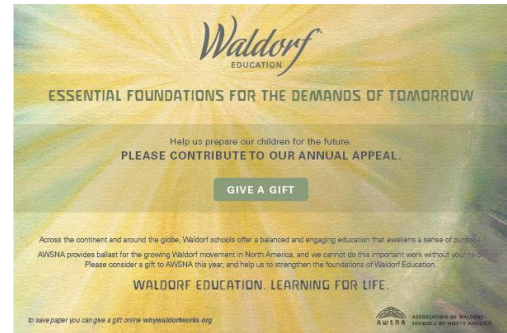 Waldorf
EDUCATION
ESSENTIAL FOUNDATIONS FOR THE DEMANDS OF TOMORROW
Help us prepare our children for the future.
PLEASE CONTRIBUTE TO OUR ANNUAL APPEAL.
GIVE A GIFT
Across the continent and around the globe, Waldorf schools offer a balanced and engaging education that awakens a sense of
AWSNA provides ballast for the growing Waldorf movement in North America, and we cannot do this important work without your
Please consider a gift to AWSNA this year, and help us to strengthen the foundations of Waldorf Education.
WALDORF EDUCATION. LEARNING FOR LIFE.
to save paper you can give a gift online whywaldorfworks.org
AWSNA
ASSOCIATION OF WALDORF
SCHOOLS OF NORTH AMERICA